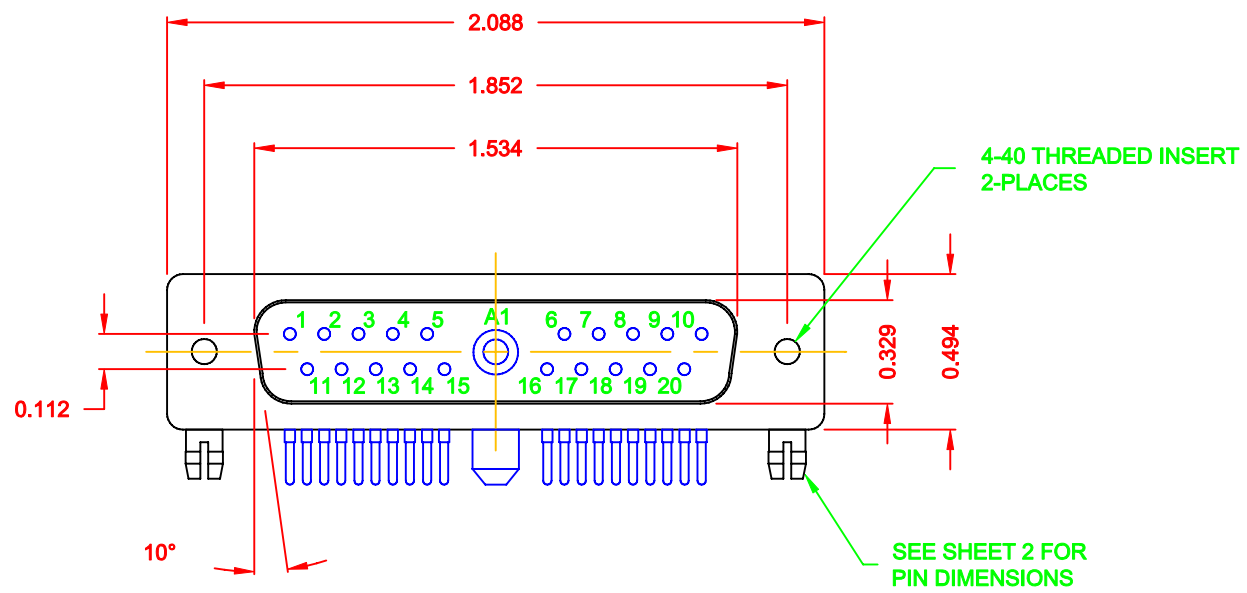 2.088
1.852
1.534
4-40 THREADED INSERT
2-PLACES
1 2 3 4 5 A1 6 7 8 9 10
11 12 13 14 15 16 17 18 19 20
0.112
0.329
0.494
10°
SEE SHEET 2 FOR
PIN DIMENSIONS